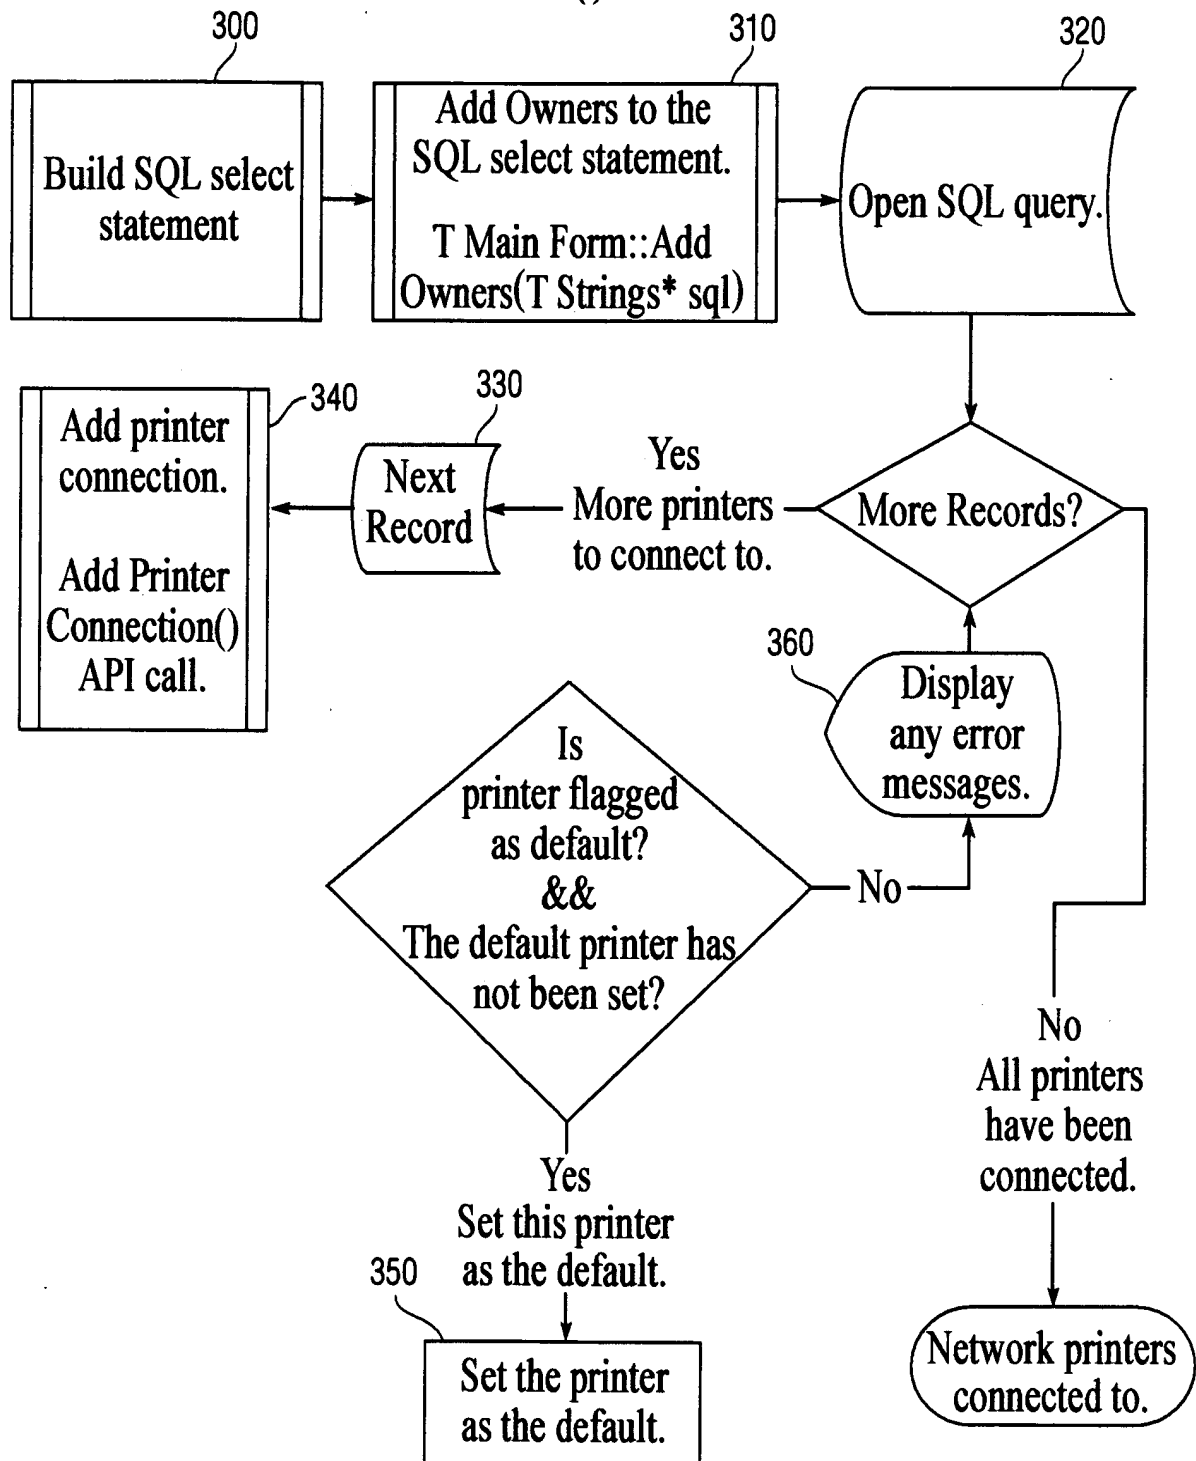 ()
300
310
320
Build SQL select
statement
Add Owners to the
SQL select statement.
T Main Form::Add
Owners(T Strings* sql)
Open SQL query.
340
330
Add printer
connection.
Add Printer
Connection()
API call.
Next
Record
Yes
More printers
to connect to.
More Records?
360
Display
any error
messages.
Is
printer flagged
as default?
&&
The default printer has
not been set?
No
No
All printers
have been
connected.
Yes
Set this printer
as the default.
350
Set the printer
as the default.
Network printers
connected to.